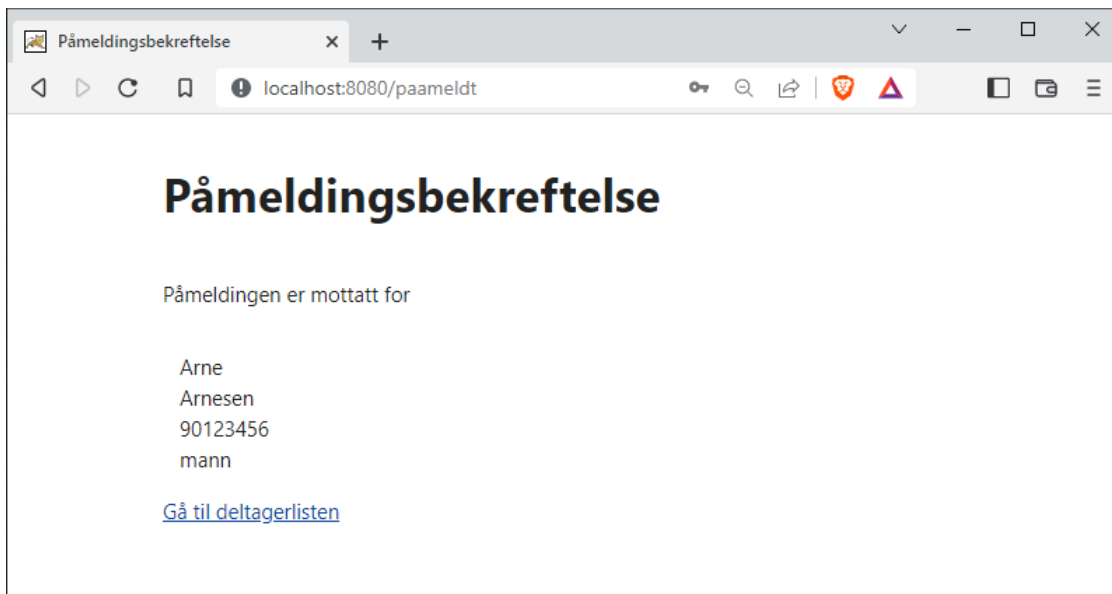 Påmeldingsbekreftelse
localhost:8080/paameldt
Påmeldingsbekreftelse
Påmeldingen er mottatt for
Arne
Arnesen
90123456
mann
Gå til deltagerlisten